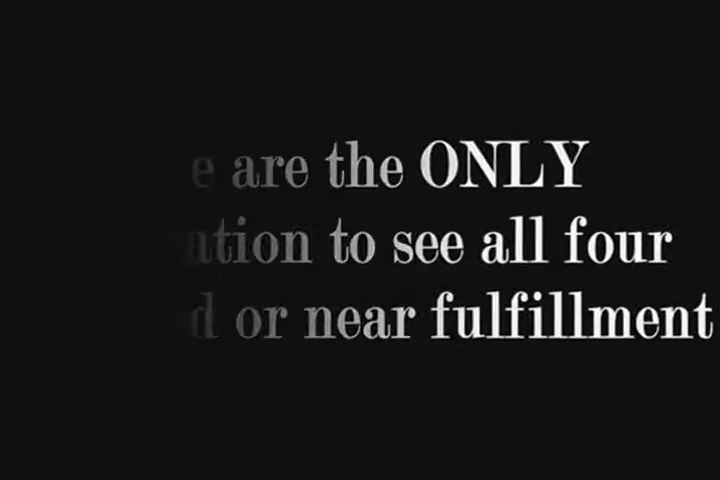 are the ONLY
to see all four
or near fulfillment